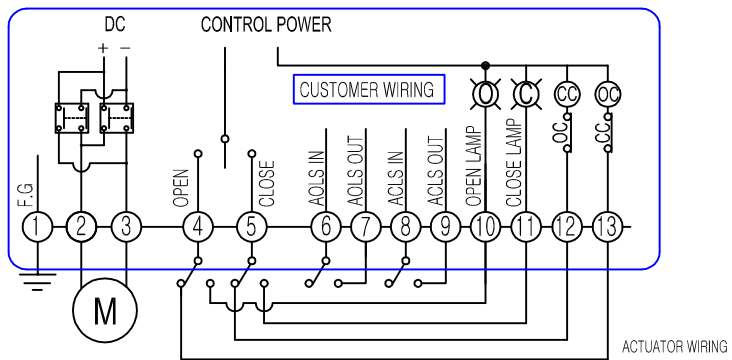 DC
CONTROL POWER
+ −
CUSTOMER WIRING
O
C
CC
OC
OC
CC
F.G
OPEN
CLOSE
AOLS IN
AOLS OUT
ACLS IN
ACLS OUT
OPEN LAMP
CLOSE LAMP
1 2 3 4 5 6 7 8 9 10 11 12 13
M
ACTUATOR WIRING